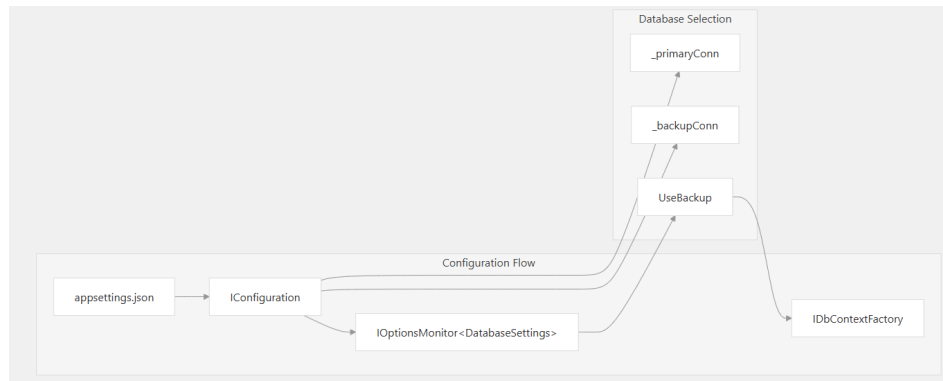 Database Selection
_primaryConn
_backupConn
UseBackup
Configuration Flow
appsettings.json
IConfiguration
IOptionsMonitor<DatabaseSettings>
IDbContextFactory